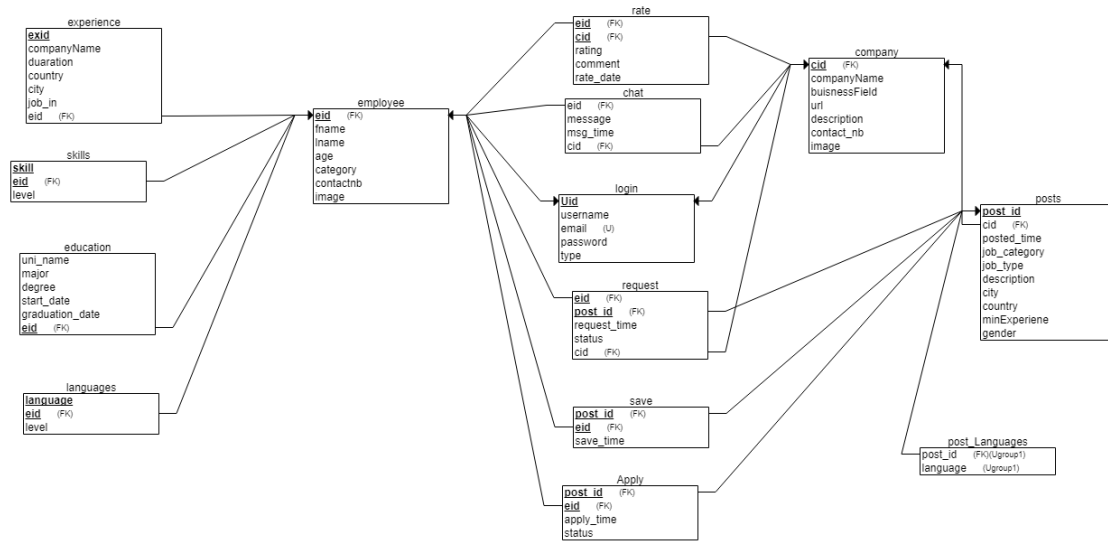 experience
exid
companyName
duaration
country
city
job_in
eid (FK)
skills
skill
eid (FK)
level
education
uni_name
major
degree
start_date
graduation_date
eid (FK)
languages
language
eid (FK)
level
employee
eid (FK)
fname
lname
age
category
contactnb
image
rate
eid (FK)
cid (FK)
rating
comment
rate_date
chat
eid (FK)
message
msg_time
cid (FK)
login
Uid
username
email (U)
password
type
request
eid (FK)
post_id (FK)
request_time
status
cid (FK)
save
post_id (FK)
eid (FK)
save_time
Apply
post_id (FK)
eid (FK)
apply_time
status
company
cid (FK)
companyName
buisnessField
url
description
contact_nb
image
posts
post_id
cid (FK)
posted_time
job_category
job_type
description
city
country
minExperiene
gender
post_Languages
post_id (FK)(Ugroup1)
language (Ugroup1)